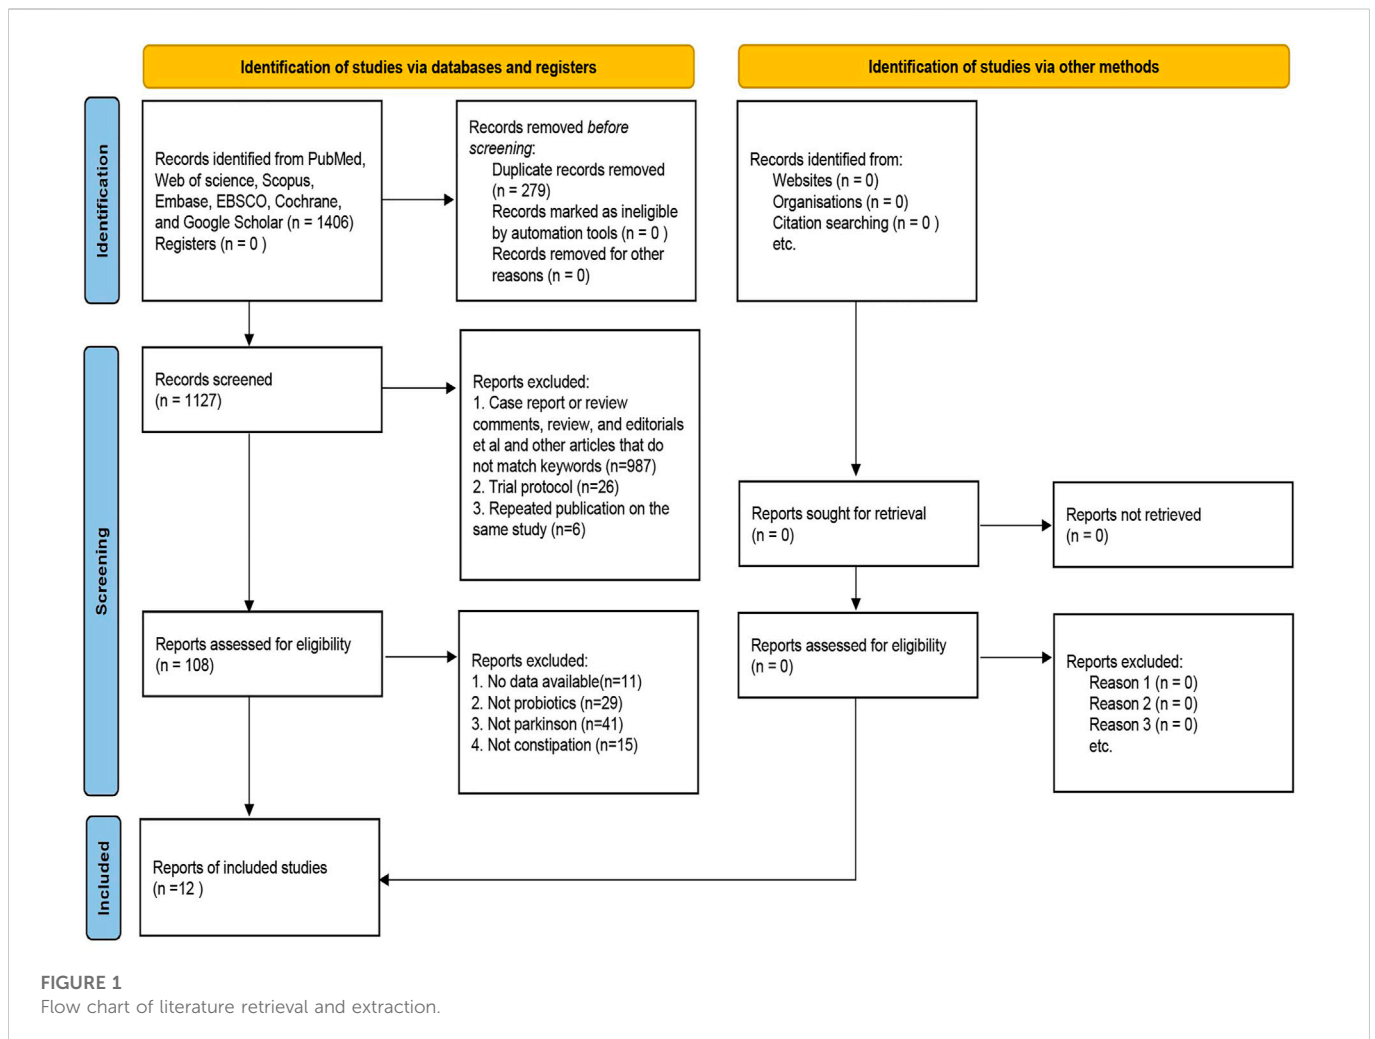 Identification of studies via databases and registers
Identification of studies via other methods
Identification
Records identified from PubMed,
Web of science, Scopus,
Embase, EBSCO, Cochrane,
and Google Scholar (n = 1406)
Registers (n = 0 )
Records removed before
screening:
Duplicate records removed
(n = 279)
Records marked as ineligible
by automation tools (n = 0 )
Records removed for other
reasons (n = 0)
Records identified from:
Websites (n = 0)
Organisations (n = 0)
Citation searching (n = 0 )
etc.
Screening
Records screened
(n = 1127)
Reports excluded:
1. Case report or review
comments, review, and editorials
et al and other articles that do
not match keywords (n=987)
2. Trial protocol (n=26)
3. Repeated publication on the
same study (n=6)
Reports sought for retrieval
(n = 0)
Reports not retrieved
(n = 0)
Reports assessed for eligibility
(n = 108)
Reports excluded:
1. No data available(n=11)
2. Not probiotics (n=29)
3. Not parkinson (n=41)
4. Not constipation (n=15)
Reports assessed for eligibility
(n = 0)
Reports excluded:
Reason 1 (n = 0)
Reason 2 (n = 0)
Reason 3 (n = 0)
etc.
Included
Reports of included studies
(n =12 )
FIGURE 1
Flow chart of literature retrieval and extraction.